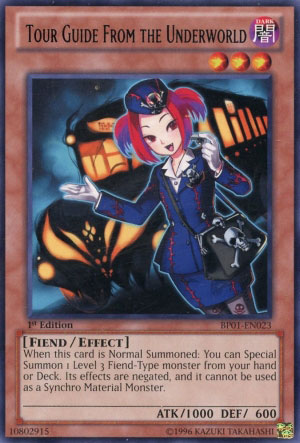 TOUR GUIDE FROM THE UNDERWORLD
DARK
闇
1st Edition
BP01-EN023
[FIEND / EFFECT]
When this card is Normal Summoned: You can Special
Summon 1 Level 3 Fiend-Type monster from your hand
or Deck. Its effects are negated, and it cannot be used
as a Synchro Material Monster.
ATK/1000 DEF/ 600
10802915
©1996 KAZUKI TAKAHASHI